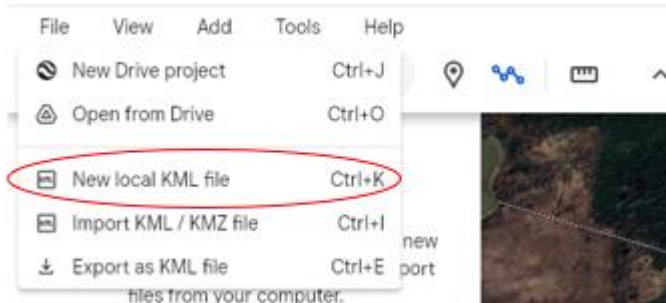 File View Add Tools Help
New Drive project Ctrl+J
Open from Drive Ctrl+O
New local KML file Ctrl+K
Import KML / KMZ file Ctrl+I
new
Export as KML file Ctrl+E port
files from your computer.